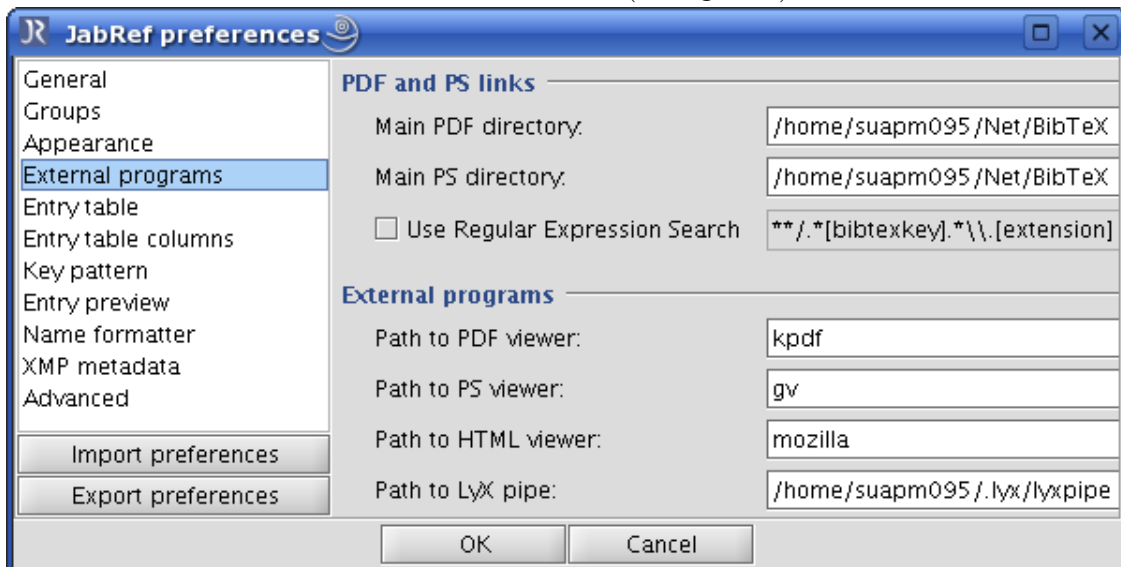 JR JabRef preferences
General
Groups
Appearance
External programs
Entry table
Entry table columns
Key pattern
Entry preview
Name formatter
XMP metadata
Advanced
Import preferences
Export preferences
PDF and PS links
Main PDF directory: /home/suapm095/Net/BibTeX
Main PS directory: /home/suapm095/Net/BibTeX
Use Regular Expression Search **/.*[bibtexkey].*\\.[extension]
External programs
Path to PDF viewer: kpdf
Path to PS viewer: gv
Path to HTML viewer: mozilla
Path to LyX pipe: /home/suapm095/.lyx/lyxpipe
OK Cancel